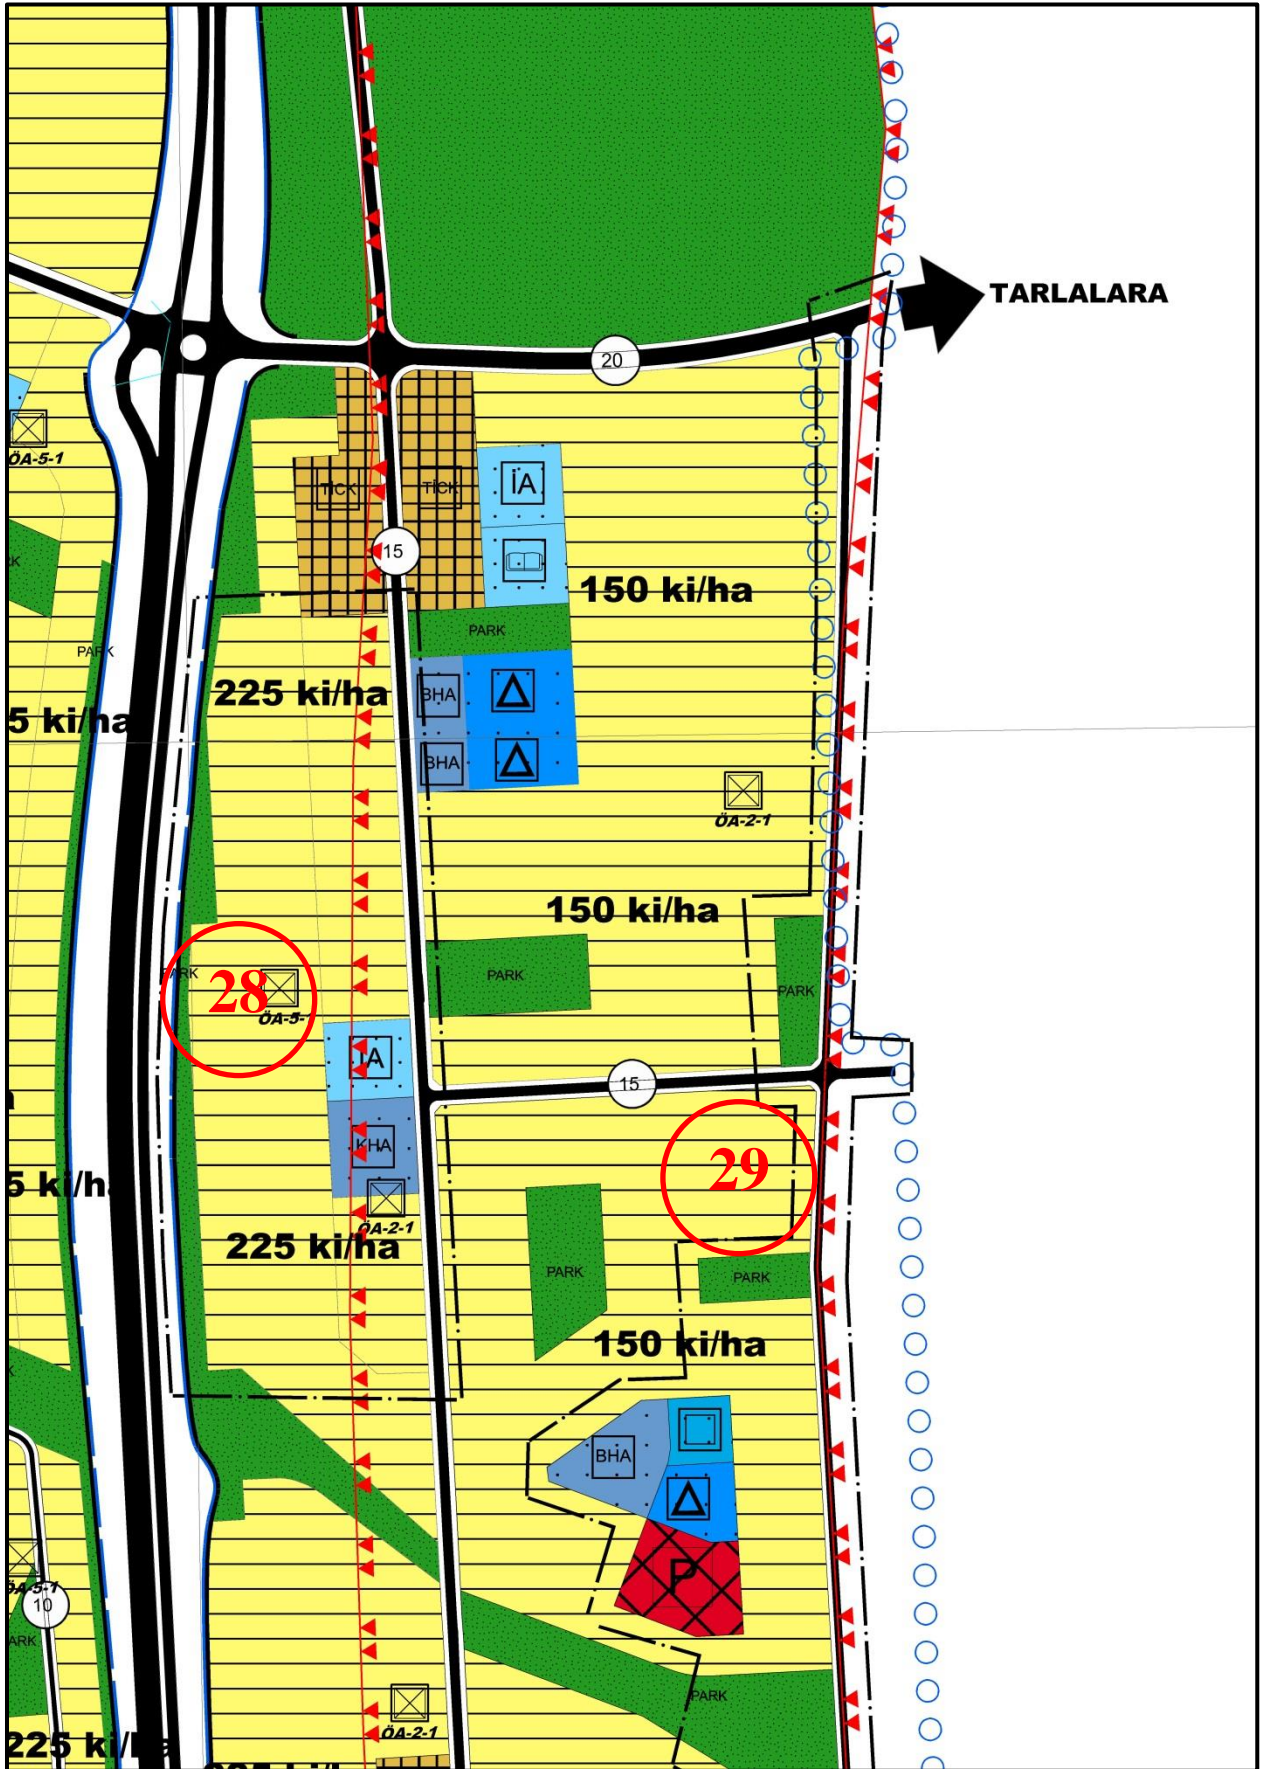 TARLALARA
20
ÖA-5-1
TİCK
TİCK
İA
15
150 ki/ha
PARK
PARK
225 ki/ha
BHA
5 ki/ha
BHA
ÖA-2-1
150 ki/ha
PARK
PARK
PARK
28
ÖA-5-
İA
15
KHA
29
5 ki/h
ÖA-2-1
225 ki/ha
PARK
PARK
150 ki/ha
BHA
P
ÖA-5-1
10
ARK
PARK
ÖA-2-1
225 ki/ha